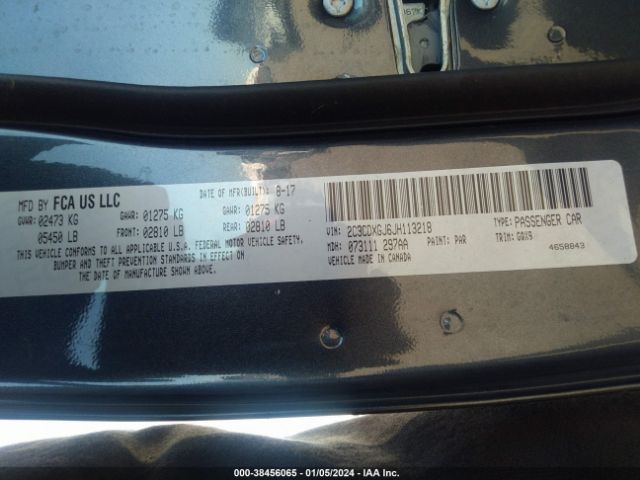 167K
MFD BY FCA US LLC DATE OF MFR(BUILT): 8-17
GVWR: 02473 KG GAWR: 01275 KG GAWR: 01275 KG
05450 LB FRONT: 02810 LB REAR: 02810 LB
THIS VEHICLE CONFORMS TO ALL APPLICABLE U.S.A. FEDERAL MOTOR VEHICLE SAFETY,
BUMPER AND THEFT PREVENTION STANDARDS IN EFFECT ON
THE DATE OF MANUFACTURE SHOWN ABOVE.
VIN: 2C3CDXGJ6JH113218 TYPE: PASSENGER CAR
MDH: 073111 297AA PAINT: PAR TRIM: GRX9
VEHICLE MADE IN CANADA 4658843
000-38456065 - 01/05/2024 - IAA Inc.